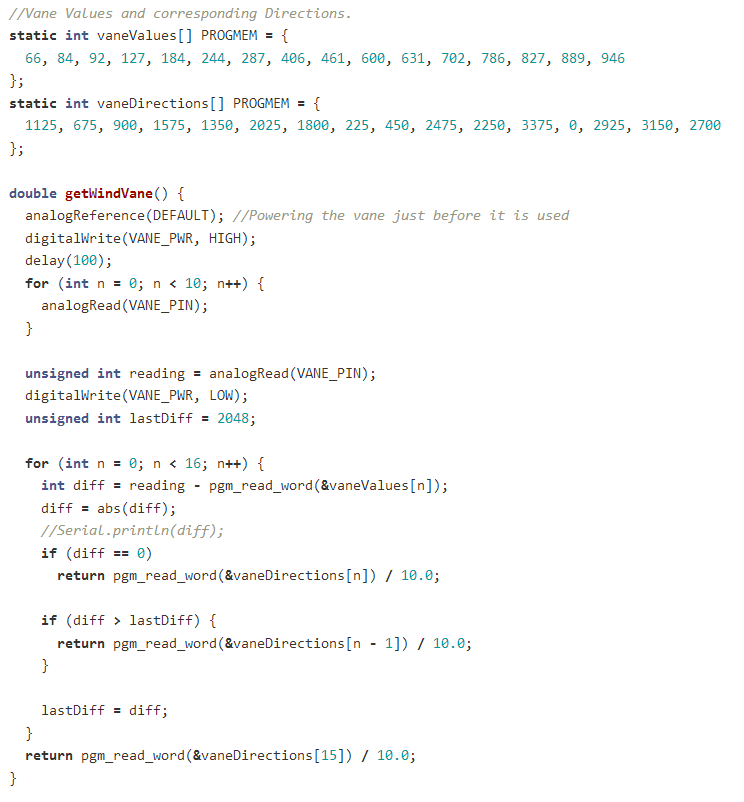 //Vane Values and corresponding Directions.
static int vaneValues[] PROGMEM = {
  66, 84, 92, 127, 184, 244, 287, 406, 461, 600, 631, 702, 786, 827, 889, 946
};
static int vaneDirections[] PROGMEM = {
  1125, 675, 900, 1575, 1350, 2025, 1800, 225, 450, 2475, 2250, 3375, 0, 2925, 3150, 2700
};

double getWindVane() {
  analogReference(DEFAULT); //Powering the vane just before it is used
  digitalWrite(VANE_PWR, HIGH);
  delay(100);
  for (int n = 0; n < 10; n++) {
    analogRead(VANE_PIN);
  }

  unsigned int reading = analogRead(VANE_PIN);
  digitalWrite(VANE_PWR, LOW);
  unsigned int lastDiff = 2048;

  for (int n = 0; n < 16; n++) {
    int diff = reading - pgm_read_word(&vaneValues[n]);
    diff = abs(diff);
    //Serial.println(diff);
    if (diff == 0)
      return pgm_read_word(&vaneDirections[n]) / 10.0;

    if (diff > lastDiff) {
      return pgm_read_word(&vaneDirections[n - 1]) / 10.0;
    }

    lastDiff = diff;
  }
  return pgm_read_word(&vaneDirections[15]) / 10.0;
}